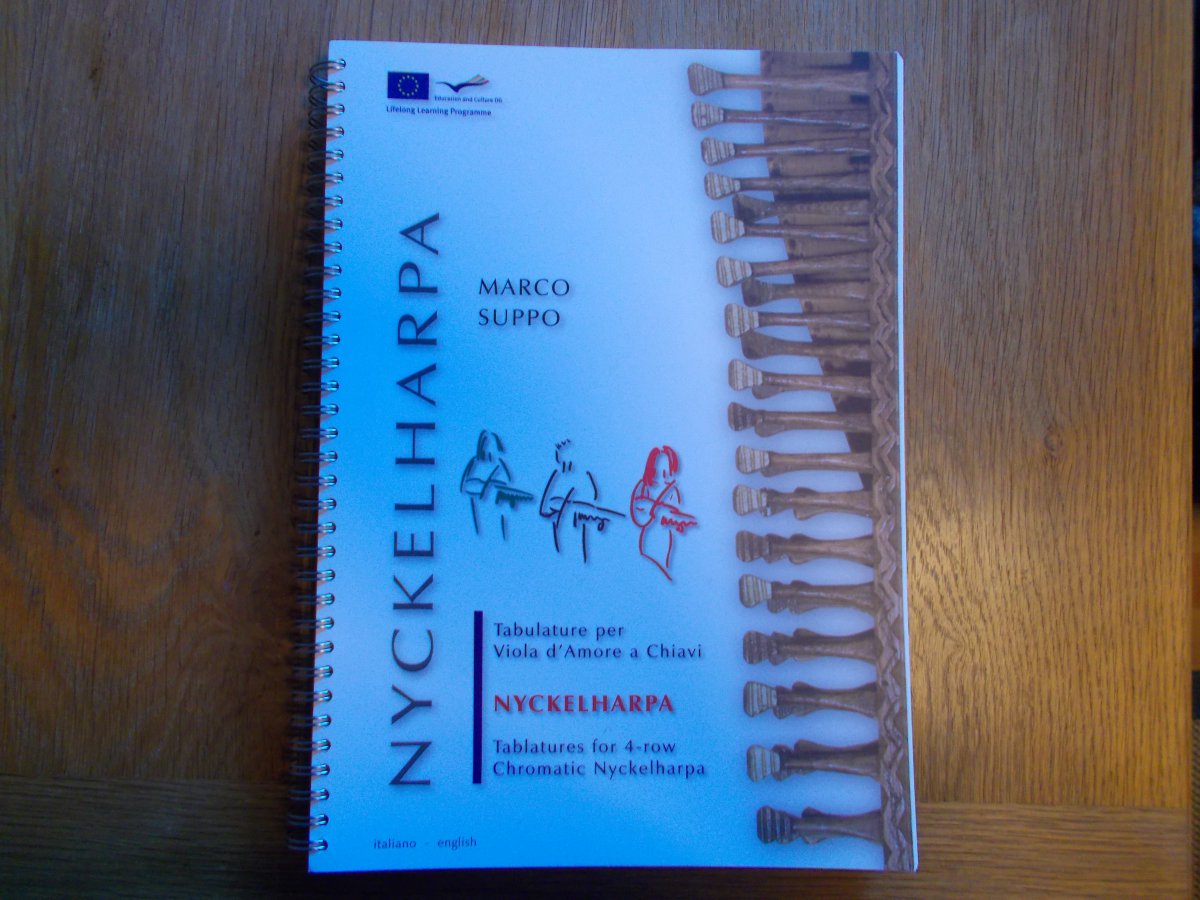 Education and Culture DG
Lifelong Learning Programme
NYCKELHARPA
MARCO
SUPPO
Tabulature per
Viola d'Amore a Chiavi
NYCKELHARPA
Tablatures for 4-row
Chromatic Nyckelharpa
italiano - english